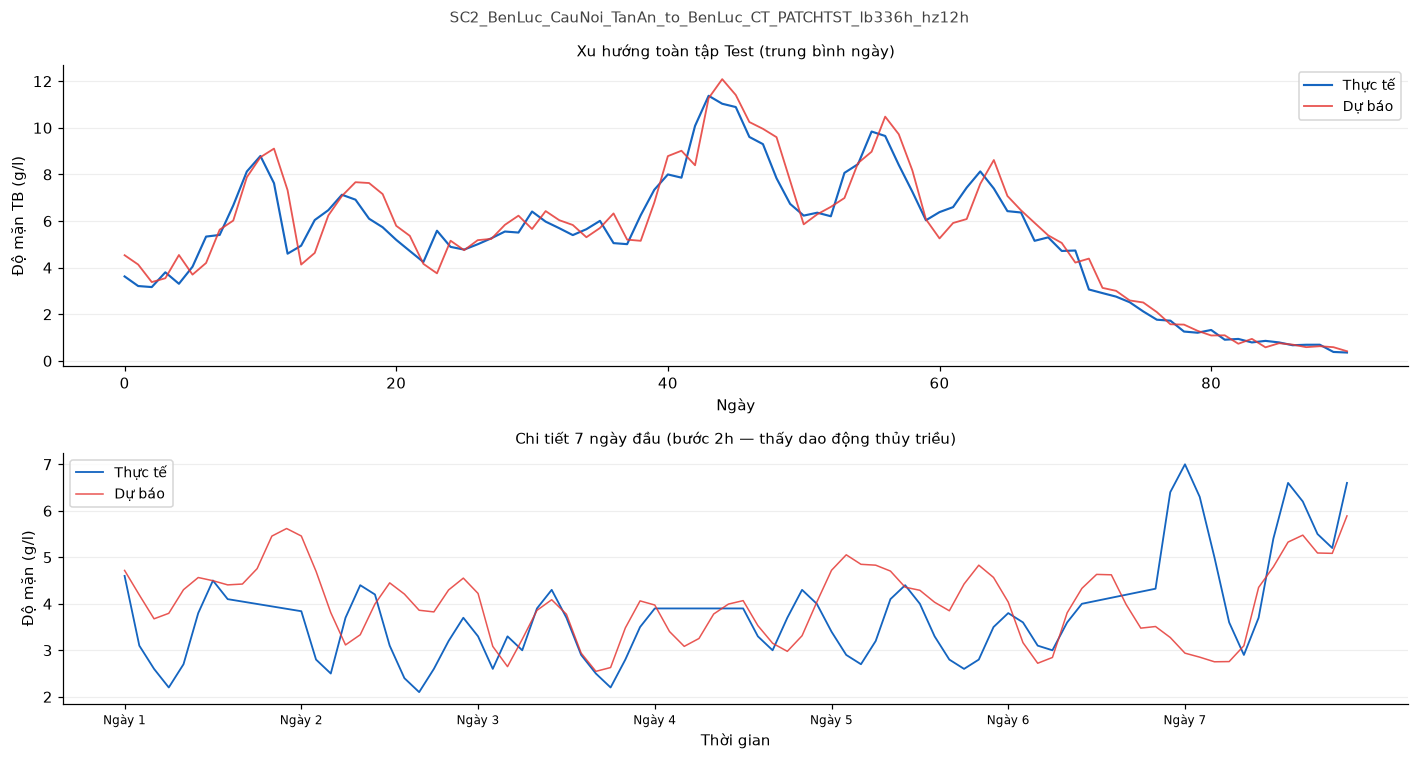 SC2_BenLuc_CauNoi_TanAn_to_BenLuc_CT_PATCHTST_lb336h_hz12h
Xu hướng toàn tập Test (trung bình ngày)
Độ mặn TB (g/l)
12
10
8
6
4
2
0
Thực tế
Dự báo
0 20 40 60 80
Ngày
Chi tiết 7 ngày đầu (bước 2h — thấy dao động thủy triều)
Độ mặn (g/l)
7
6
5
4
3
2
Thực tế
Dự báo
Ngày 1 Ngày 2 Ngày 3 Ngày 4 Ngày 5 Ngày 6 Ngày 7
Thời gian